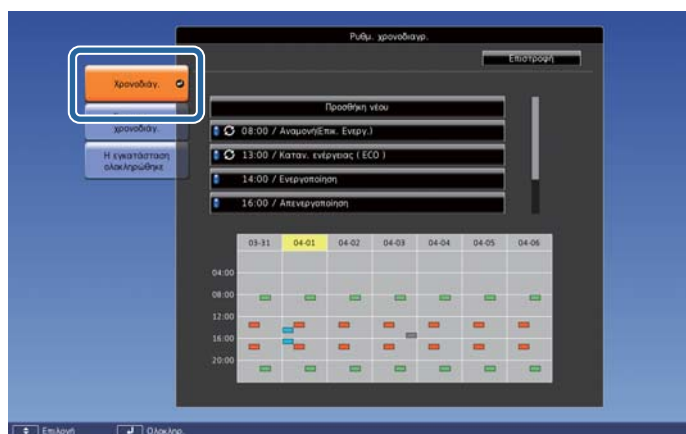 Ρυθμ. χρονοδιαγρ.
Επιστροφή
Χρονοδιάγ.
χρονοδιάγ.
Η εγκατάσταση
ολοκληρώθηκε
Προσθήκη νέου
08:00 / Αναμονή(Επικ. Ενεργ.)
13:00 / Καταν. ενέργειας ( ECO )
14:00 / Ενεργοποίηση
16:00 / Απενεργοποίηση
03-31 04-01 04-02 04-03 04-04 04-05 04-06
04:00
08:00
12:00
16:00
20:00
Επιλογή Ολοκληρ.